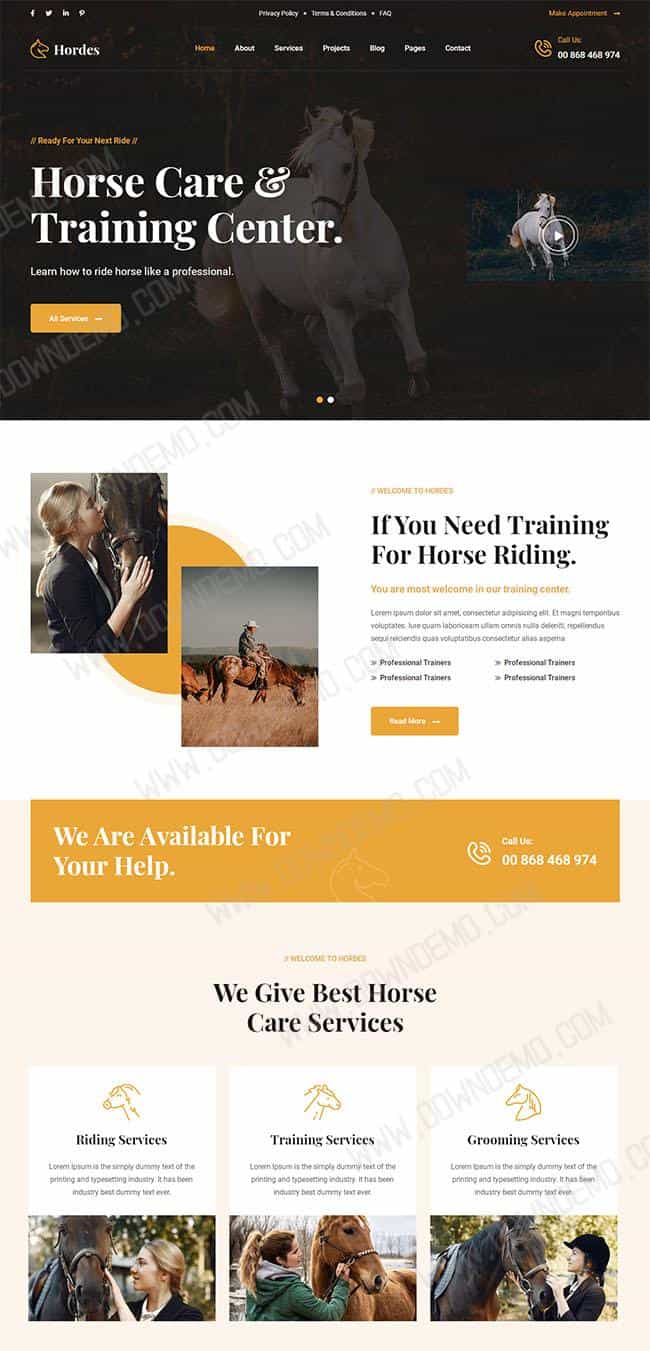 Privacy Policy • Terms & Conditions • FAQ
Make Appointment
Hordes
Home About Services Projects Blog Pages Contact
Call Us:
00 868 468 974
// Ready For Your Next Ride //
Horse Care &
Training Center.
Learn how to ride horse like a professional.
All Services
// WELCOME TO HORDES
If You Need Training
For Horse Riding.
You are most welcome in our training center.
Lorem ipsum dolor sit amet, consectetur adipisicing elit. Et magni temporibus
voluptates, iure quam laboriosam ullam omnis nulla deleniti, repellendus
sequi reiciendis quas voluptatibus consectetur alias asperna
Professional Trainers
Professional Trainers
Professional Trainers
Professional Trainers
Read More
We Are Available For
Your Help.
Call Us:
00 868 468 974
// WELCOME TO HORDES
We Give Best Horse
Care Services
Riding Services
Lorem Ipsum is the simply dummy text of the
printing and typesetting industry. It has been
industry best dummy text ever.
Training Services
Lorem Ipsum is the simply dummy text of the
printing and typesetting industry. It has been
industry best dummy text ever.
Grooming Services
Lorem Ipsum is the simply dummy text of the
printing and typesetting industry. It has been
industry best dummy text ever.
WWW.DOWNDEMO.COM